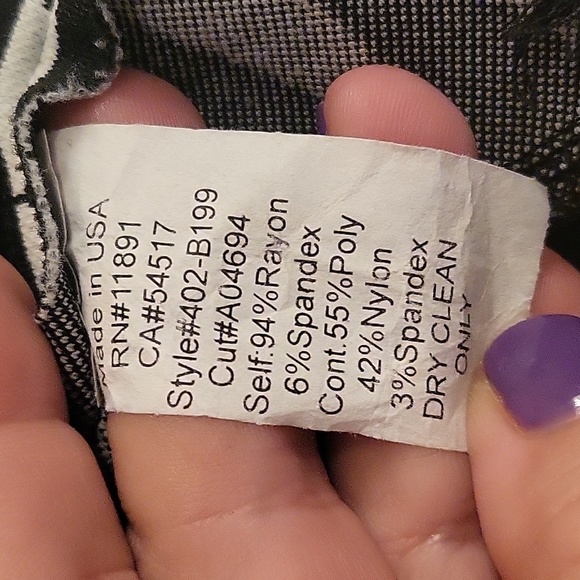 Made in USA
RN#11891
CA#54517
Style#402-B199
Cut#A04694
Self.94%Rayon
6%Spandex
Cont.55%Poly
42%Nylon
3%Spandex
DRY CLEAN
ONLY